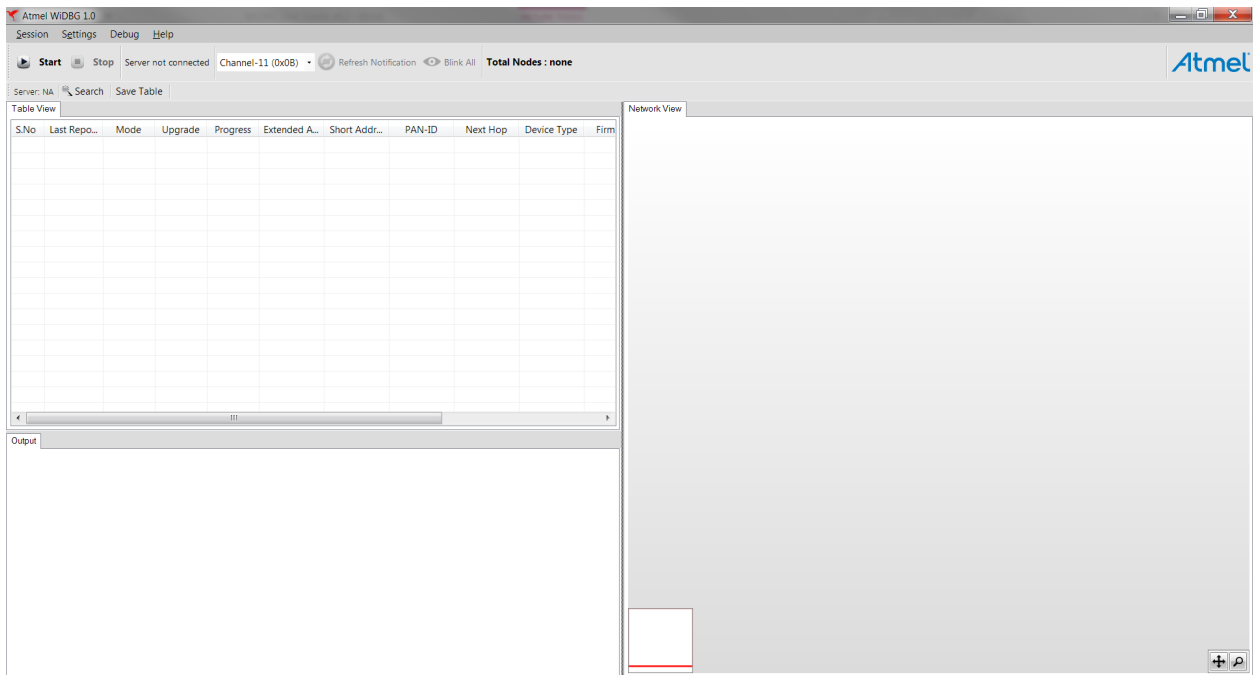 Atmel WiDBG 1.0
Session Settings Debug Help
Start Stop Server not connected Channel-11 (0x0B) Refresh Notification Blink All Total Nodes : none
Atmel
Server: NA Search Save Table
Table View
S.No Last Repo... Mode Upgrade Progress Extended A... Short Addr... PAN-ID Next Hop Device Type Firm
Output
Network View